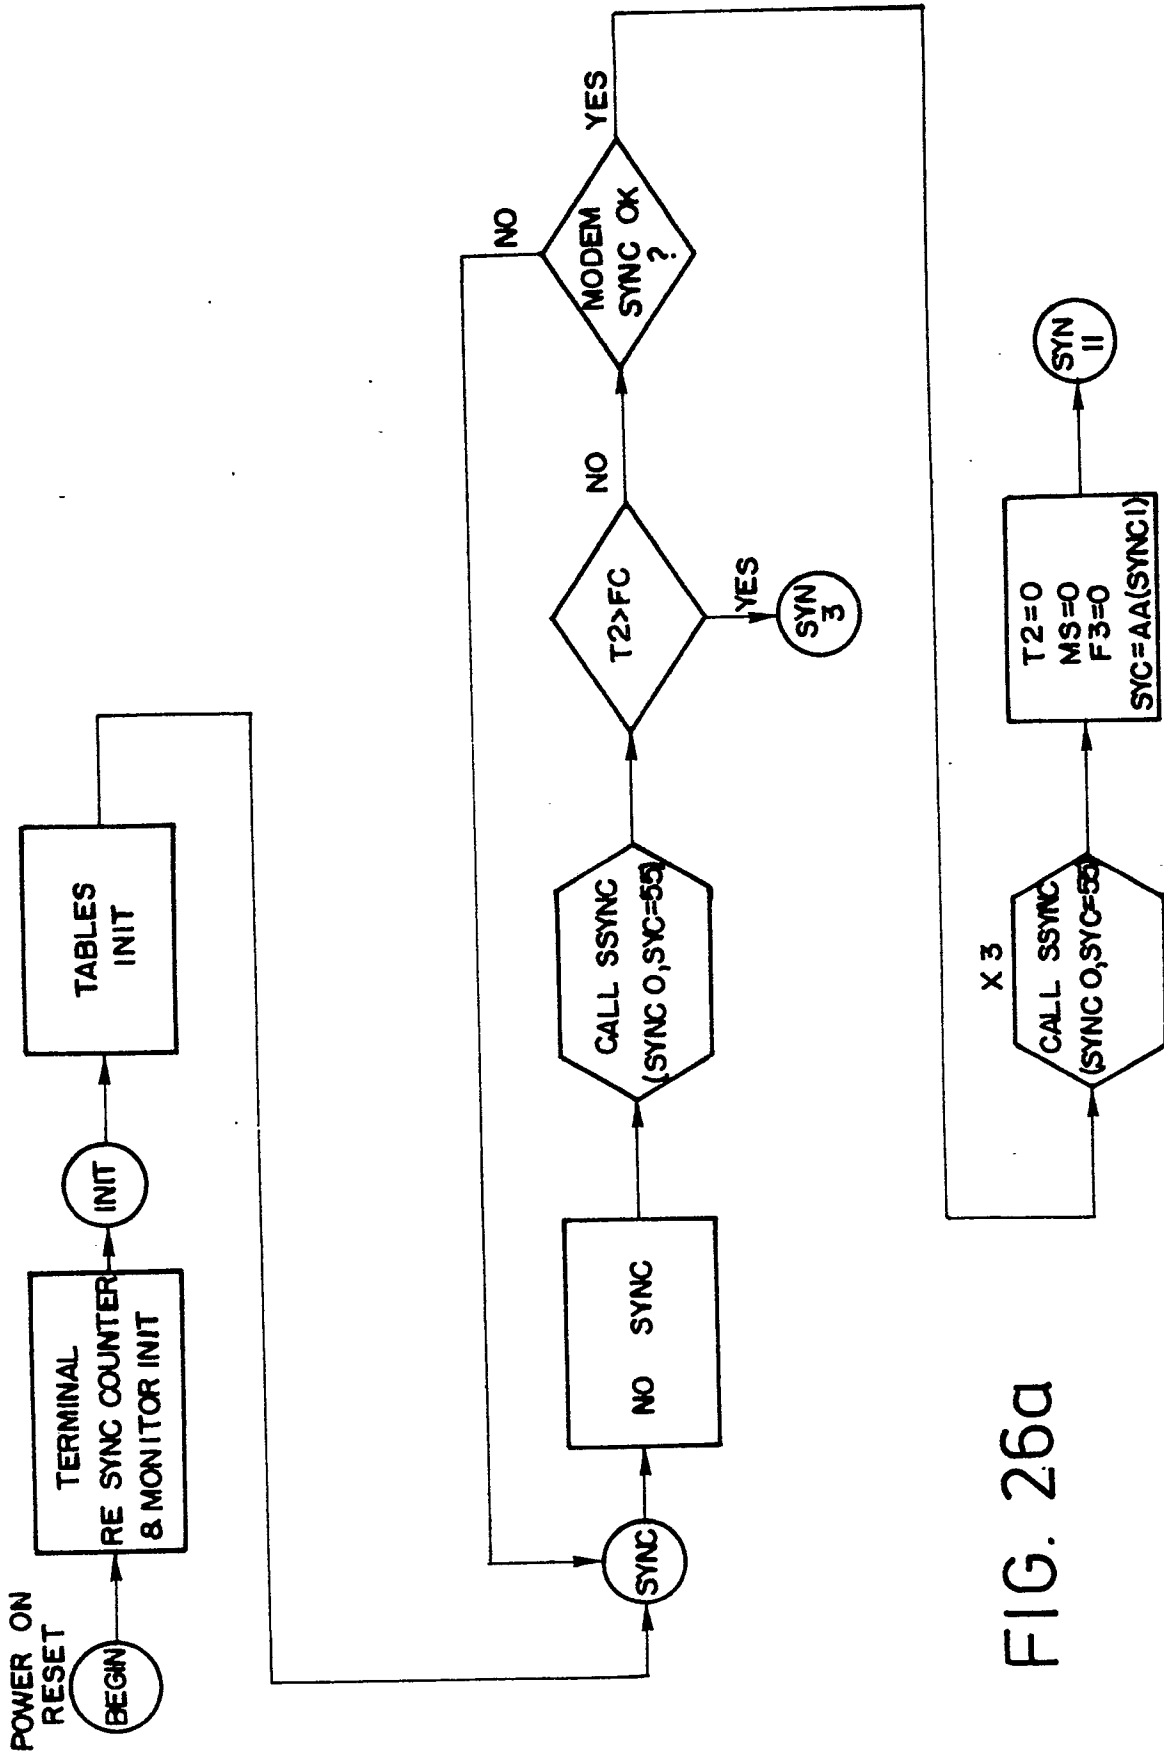 POWER ON
RESET
BEGIN
TERMINAL
RE SYNC COUNTER
& MONITOR INIT
INIT
TABLES
INIT
SYNC
NO SYNC
CALL SSYNC
(SYNC 0,SYC=55)
T2>FC
NO
YES
SYN
3
MODEM
SYNC OK
?
NO
YES
X 3
CALL SSYNC
(SYNC 0,SYC=55)
T2=0
MS=0
F3=0
SYC=AA(SYNC1)
SYN
11
FIG. 26a